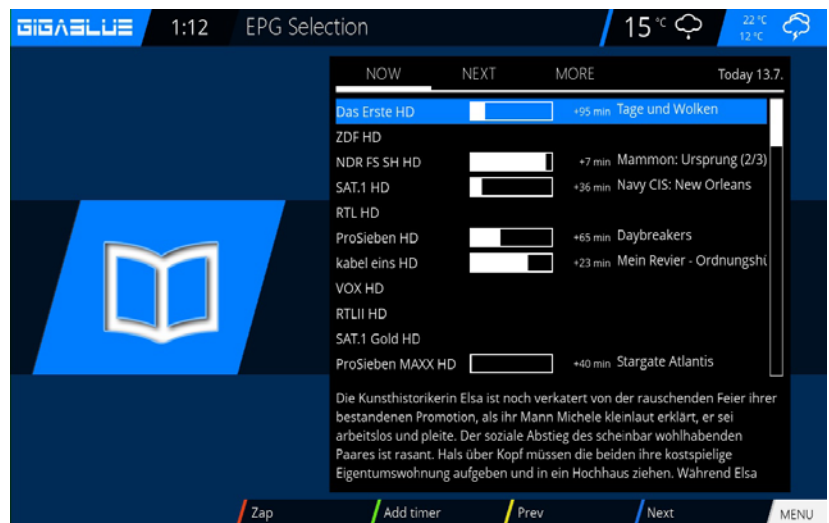 GIGABLUE 1:12 EPG Selection 15 °C 22 °C
12 °C
NOW NEXT MORE Today 13.7.
Das Erste HD +95 min Tage und Wolken
ZDF HD
NDR FS SH HD +7 min Mammon: Ursprung (2/3)
SAT.1 HD +36 min Navy CIS: New Orleans
RTL HD
ProSieben HD +65 min Daybreakers
kabel eins HD +23 min Mein Revier - Ordnungshü
VOX HD
RTLII HD
SAT.1 Gold HD
ProSieben MAXX HD +40 min Stargate Atlantis
Die Kunsthistorikerin Elsa ist noch verkatert von der rauschenden Feier ihrer
bestandenen Promotion, als ihr Mann Michele kleinlaut erklärt, er sei
arbeitslos und pleite. Der soziale Abstieg des scheinbar wohlhabenden
Paares ist rasant. Hals über Kopf müssen die beiden ihre kostspielige
Eigentumswohnung aufgeben und in ein Hochhaus ziehen. Während Elsa
Zap Add timer Prev Next MENU